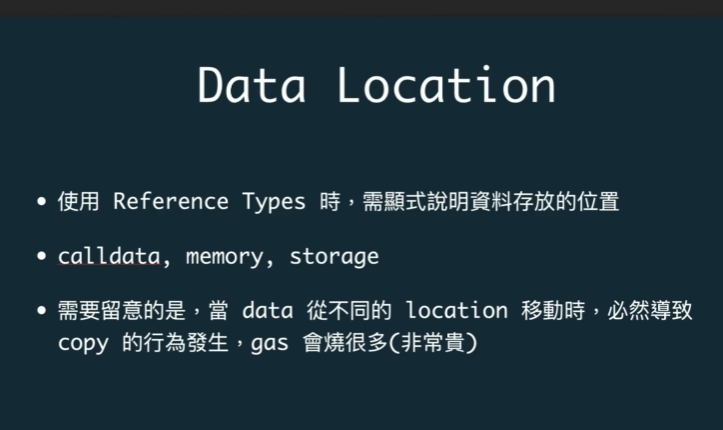 Data Location
• 使用 Reference Types 時，需顯式說明資料存放的位置
• calldata, memory, storage
• 需要留意的是，當 data 從不同的 location 移動時，必然導致
copy 的行為發生，gas 會燒很多(非常貴)